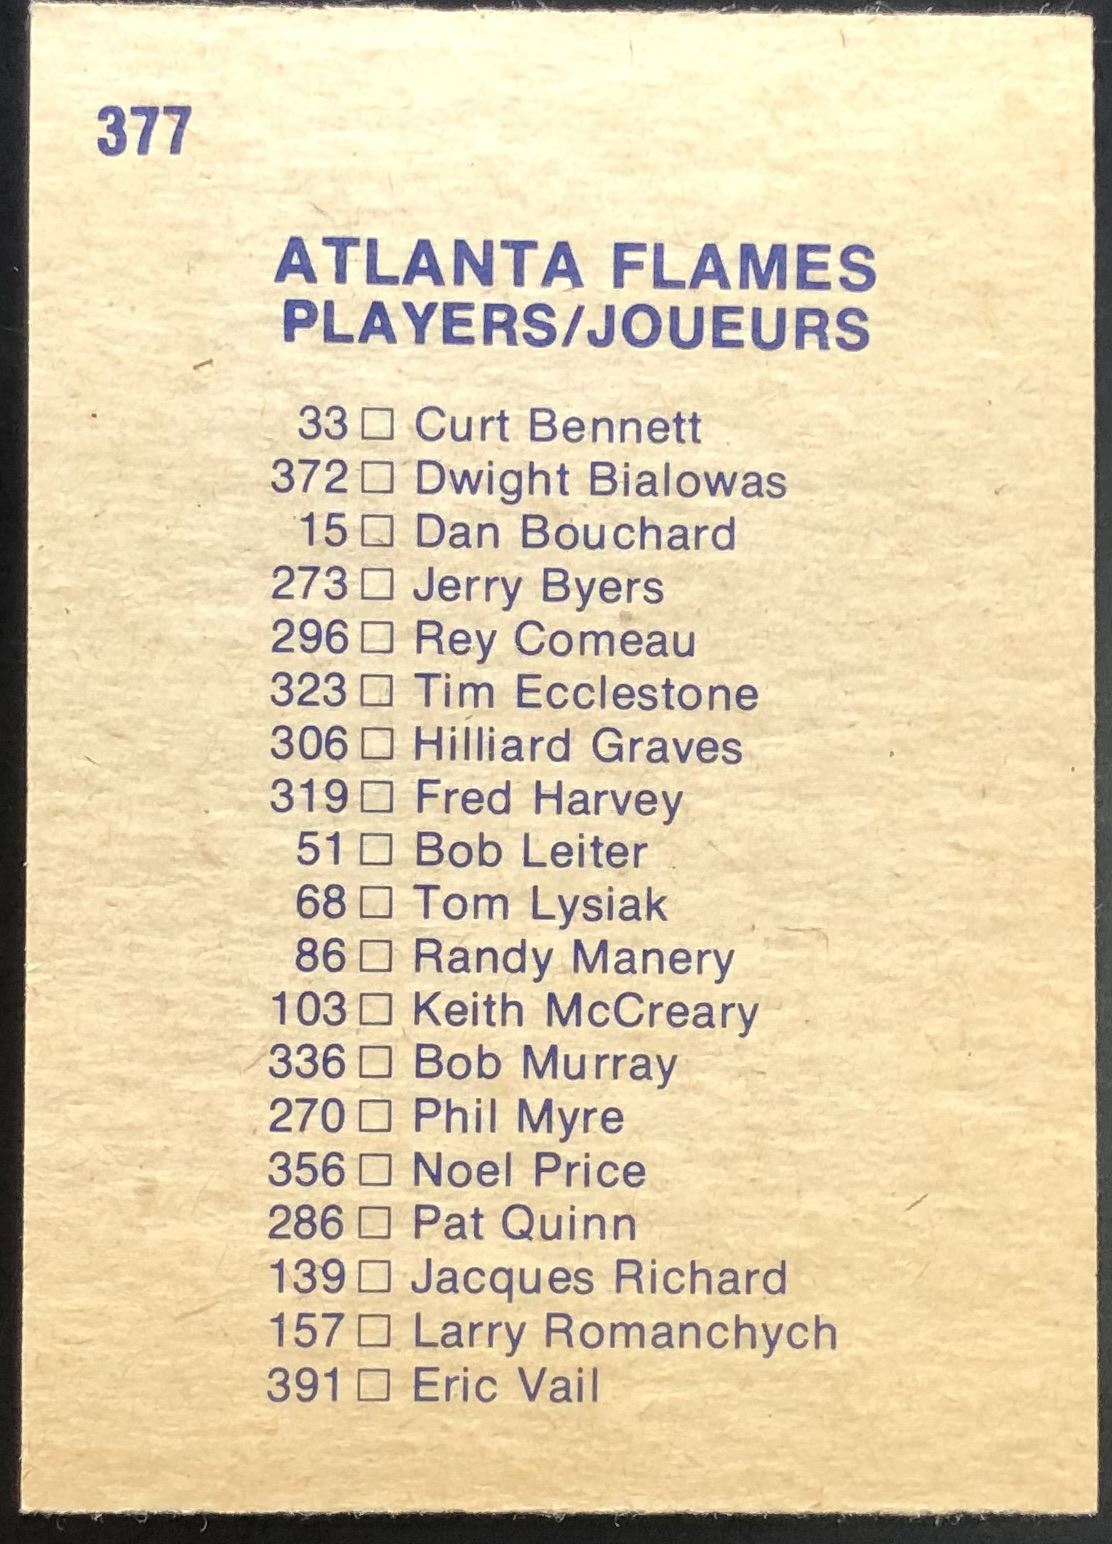 377
ATLANTA FLAMES
PLAYERS/JOUEURS
33 □ Curt Bennett
372 □ Dwight Bialowas
15 □ Dan Bouchard
273 □ Jerry Byers
296 □ Rey Comeau
323 □ Tim Ecclestone
306 □ Hilliard Graves
319 □ Fred Harvey
51 □ Bob Leiter
68 □ Tom Lysiak
86 □ Randy Manery
103 □ Keith McCreary
336 □ Bob Murray
270 □ Phil Myre
356 □ Noel Price
286 □ Pat Quinn
139 □ Jacques Richard
157 □ Larry Romanchych
391 □ Eric Vail